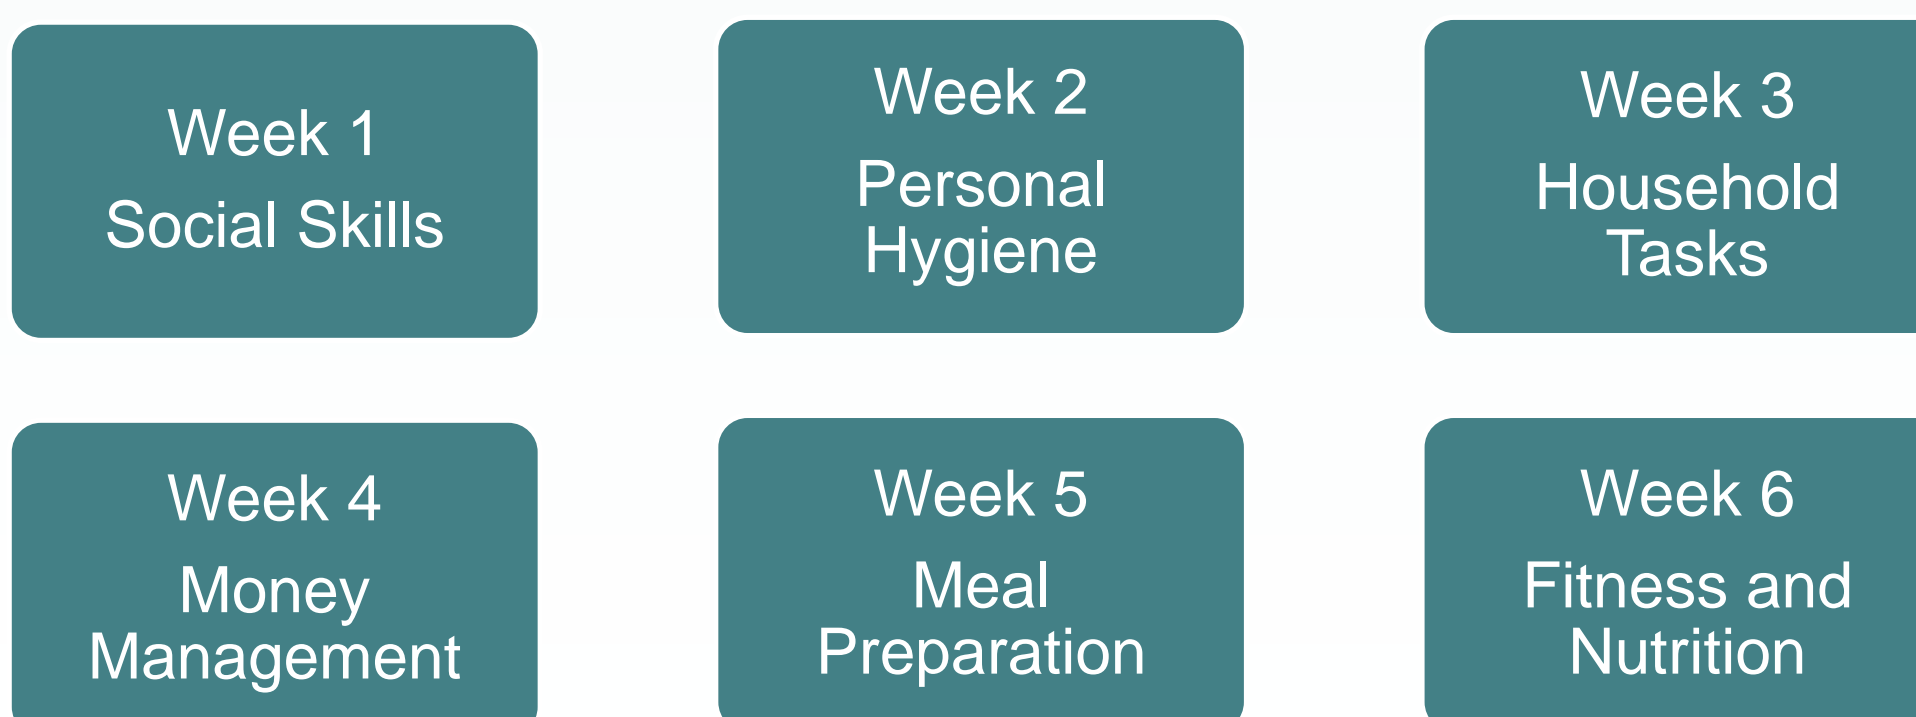 Week 1
Social Skills
Week 2
Personal
Hygiene
Week 3
Household
Tasks
Week 4
Money
Management
Week 5
Meal
Preparation
Week 6
Fitness and
Nutrition